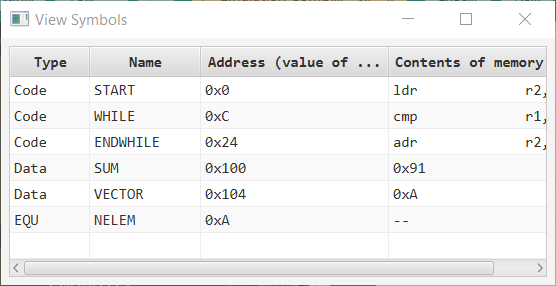 View Symbols
Type Name Address (value of ... Contents of memory
Code START 0x0 ldr r2,
Code WHILE 0xC cmp r1,
Code ENDWHILE 0x24 adr r2,
Data SUM 0x100 0x91
Data VECTOR 0x104 0xA
EQU NELEM 0xA --